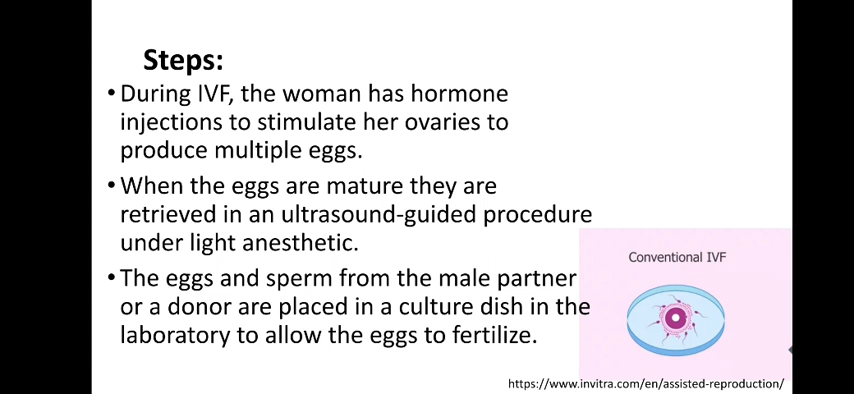 Steps:
• During IVF, the woman has hormone
injections to stimulate her ovaries to
produce multiple eggs.
• When the eggs are mature they are
retrieved in an ultrasound-guided procedure
under light anesthetic.
• The eggs and sperm from the male partner
or a donor are placed in a culture dish in the
laboratory to allow the eggs to fertilize.
Conventional IVF
https://www.invitra.com/en/assisted-reproduction/